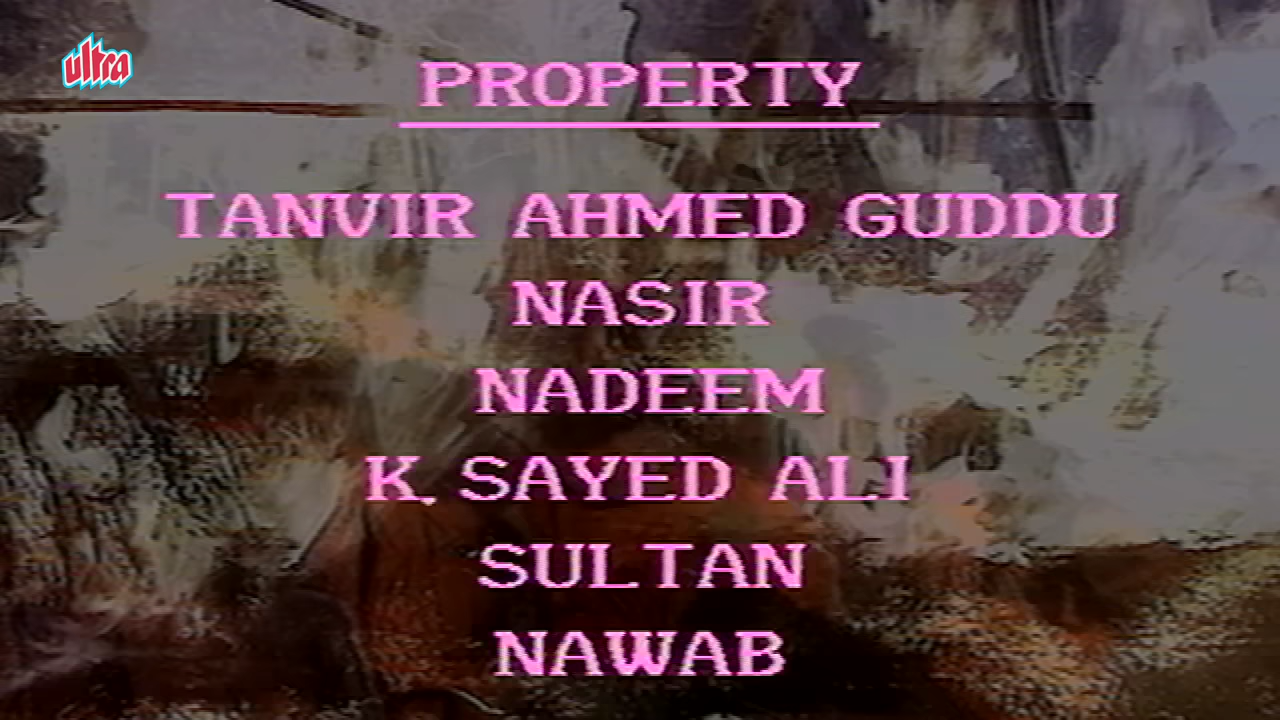 ultra
PROPERTY
TANVIR AHMED GUDDU
NASIR
NADEEM
K. SAYED ALI
SULTAN
NAWAB